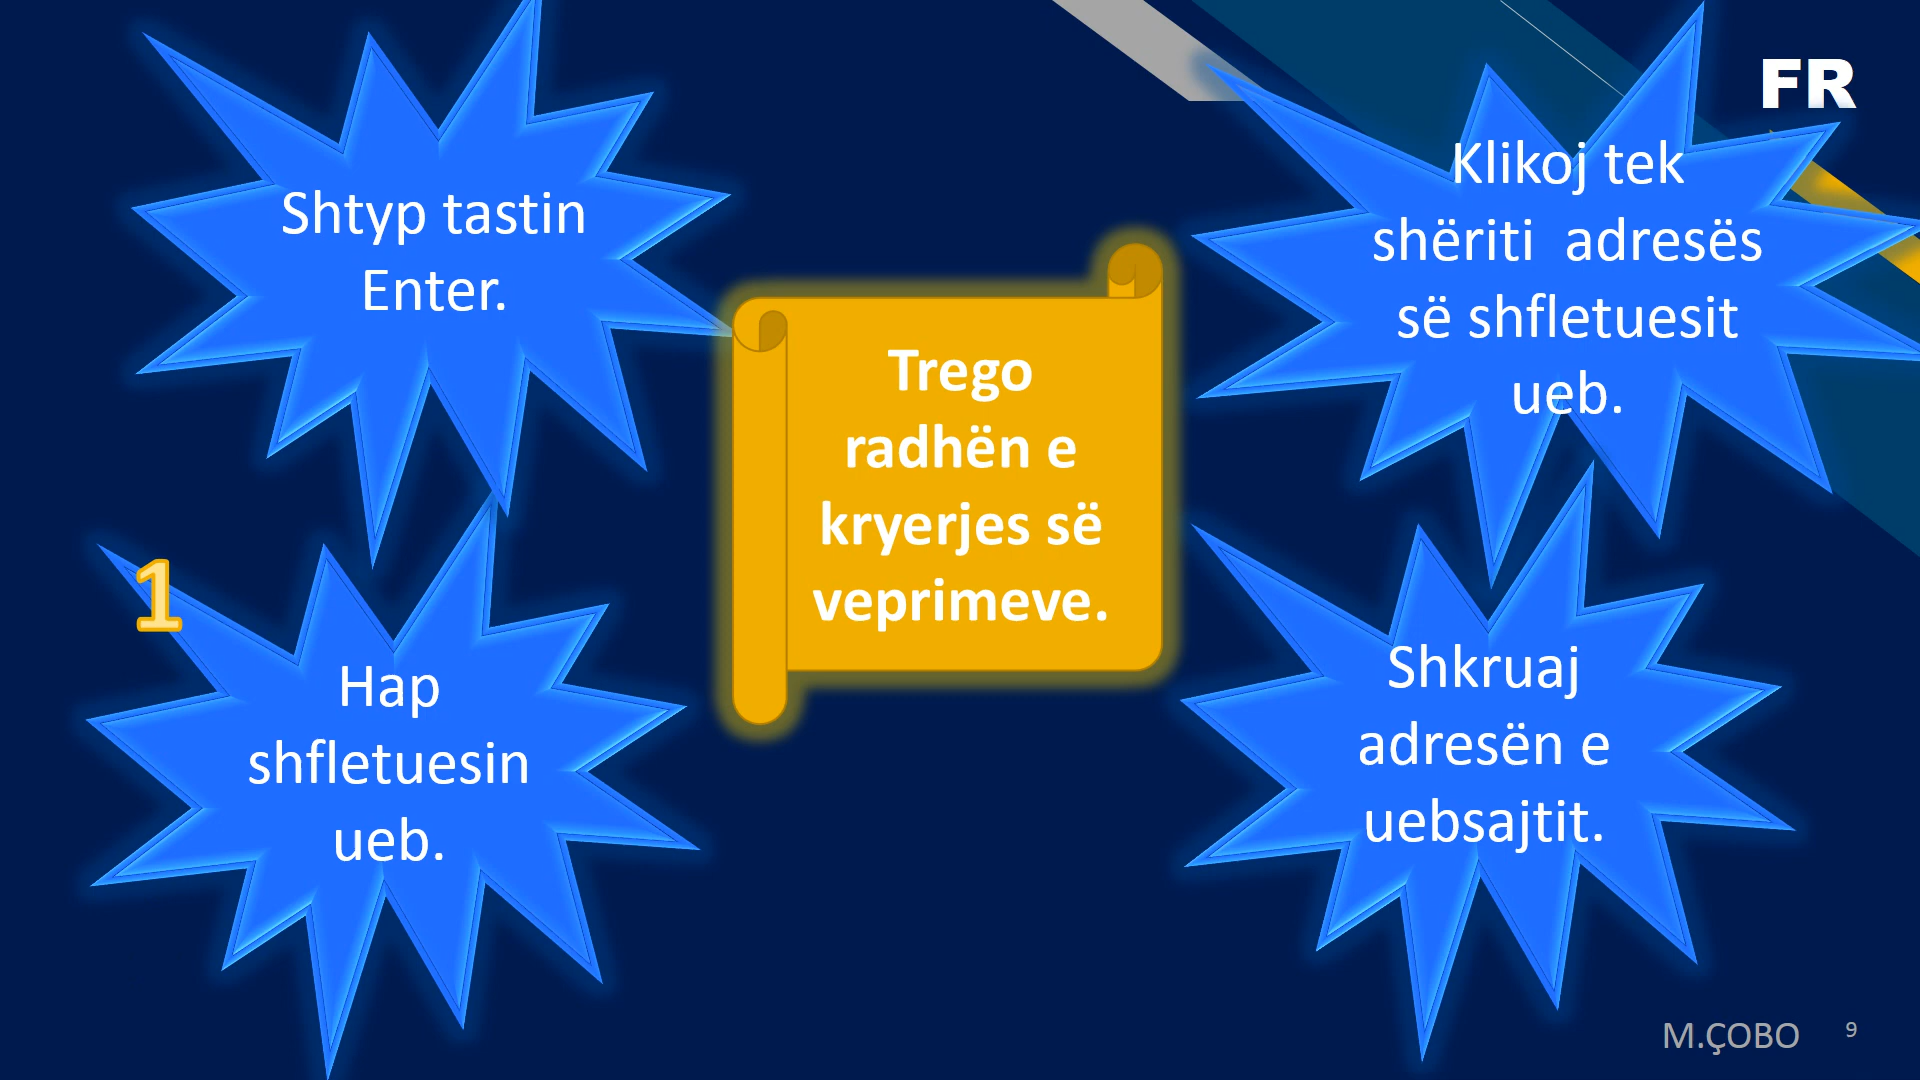 FR
Shtyp tastin
Enter.
Klikoj tek
shëriti  adresës
së shfletuesit
ueb.
Trego
radhën e
kryerjes së
veprimeve.
1
Hap
shfletuesin
ueb.
Shkruaj
adresën e
uebsajtit.
M.ÇOBO
9